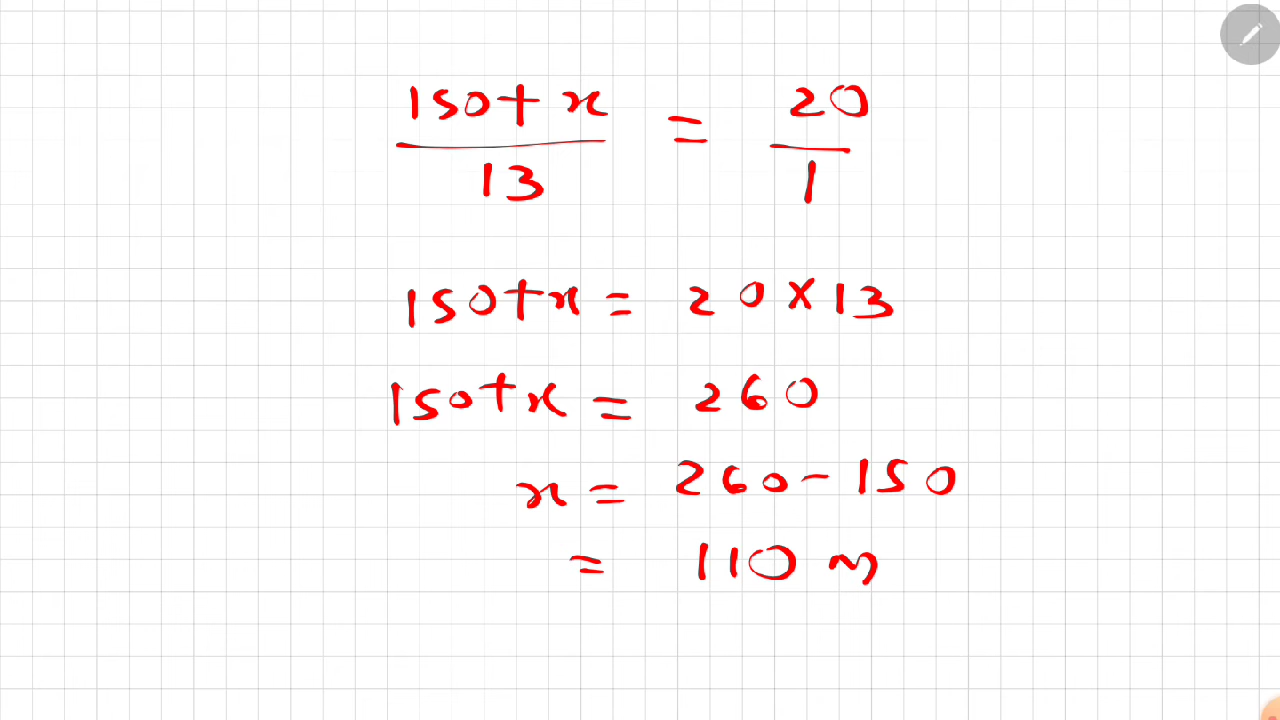 150 + x / 13 = 20 / 1
150 + x = 20 × 13
150 + x = 260
x = 260 - 150
= 110 m